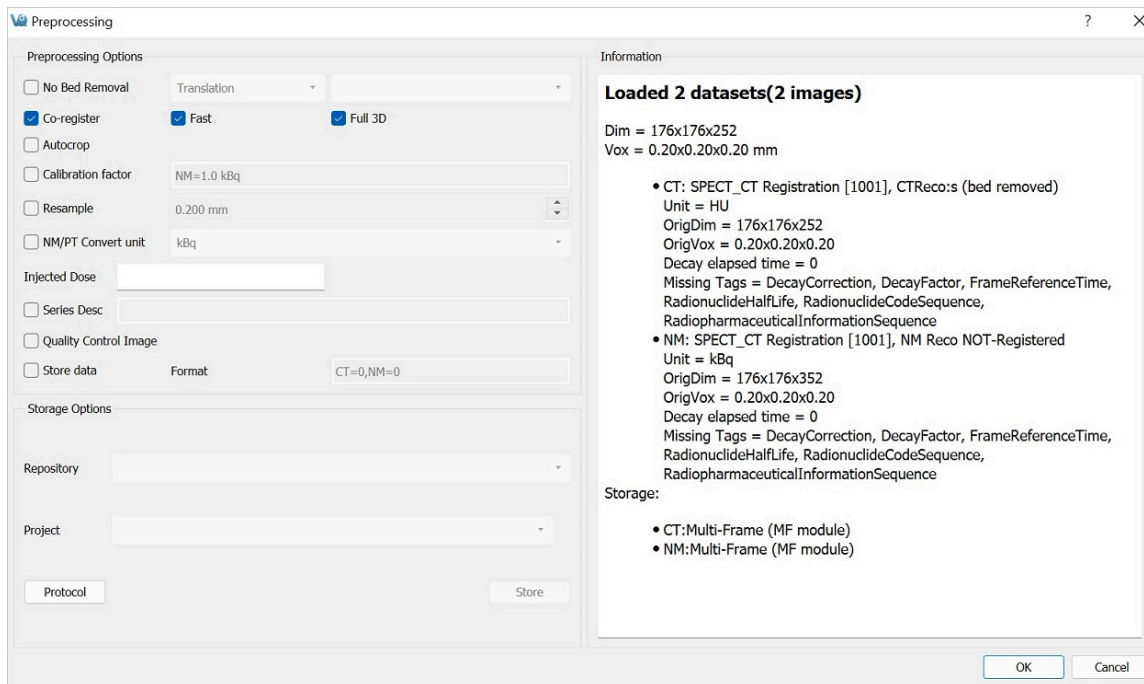 Preprocessing
Preprocessing Options
No Bed Removal Translation
Co-register Fast Full 3D
Autocrop
Calibration factor NM=1.0 kBq
Resample 0.200 mm
NM/PT Convert unit kBq
Injected Dose
Series Desc
Quality Control Image
Store data Format CT=0,NM=0
Storage Options
Repository
Project
Protocol Store
Information
Loaded 2 datasets(2 images)
Dim = 176x176x252
Vox = 0.20x0.20x0.20 mm
• CT: SPECT_CT Registration [1001], CTReco:s (bed removed)
Unit = HU
OrigDim = 176x176x252
OrigVox = 0.20x0.20x0.20
Decay elapsed time = 0
Missing Tags = DecayCorrection, DecayFactor, FrameReferenceTime,
RadionuclideHalfLife, RadionuclideCodeSequence,
RadiopharmaceuticalInformationSequence
• NM: SPECT_CT Registration [1001], NM Reco NOT-Registered
Unit = kBq
OrigDim = 176x176x352
OrigVox = 0.20x0.20x0.20
Decay elapsed time = 0
Missing Tags = DecayCorrection, DecayFactor, FrameReferenceTime,
RadionuclideHalfLife, RadionuclideCodeSequence,
RadiopharmaceuticalInformationSequence
Storage:
• CT:Multi-Frame (MF module)
• NM:Multi-Frame (MF module)
OK Cancel